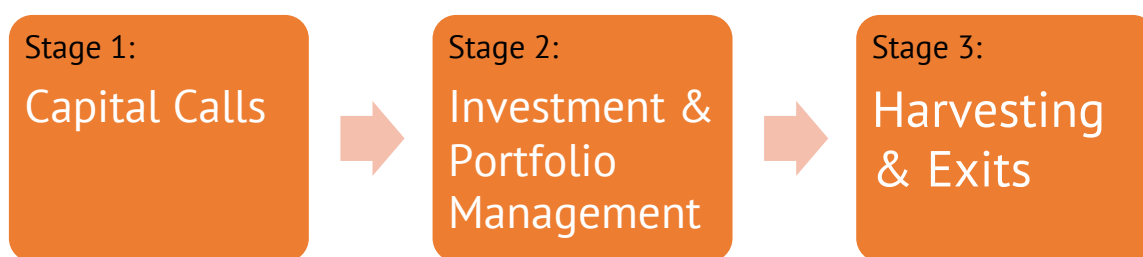 Stage 1:
Capital Calls
Stage 2:
Investment &
Portfolio
Management
Stage 3:
Harvesting
& Exits